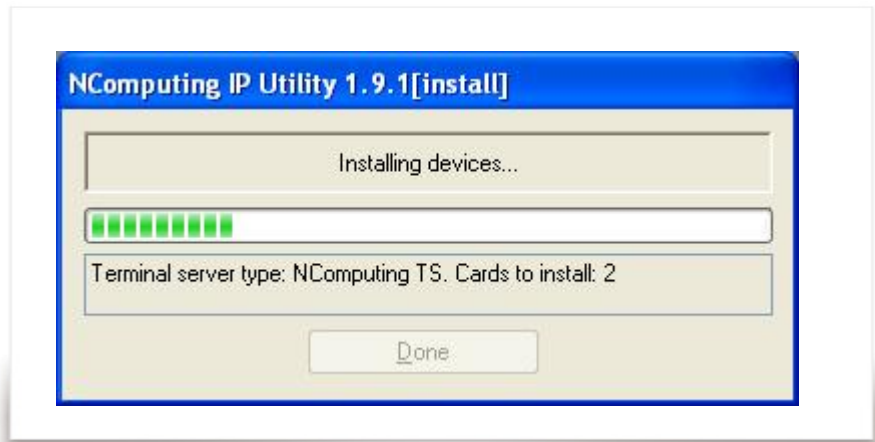 NComputing IP Utility 1.9.1[install]
Installing devices...
Terminal server type: NComputing TS. Cards to install: 2
Done